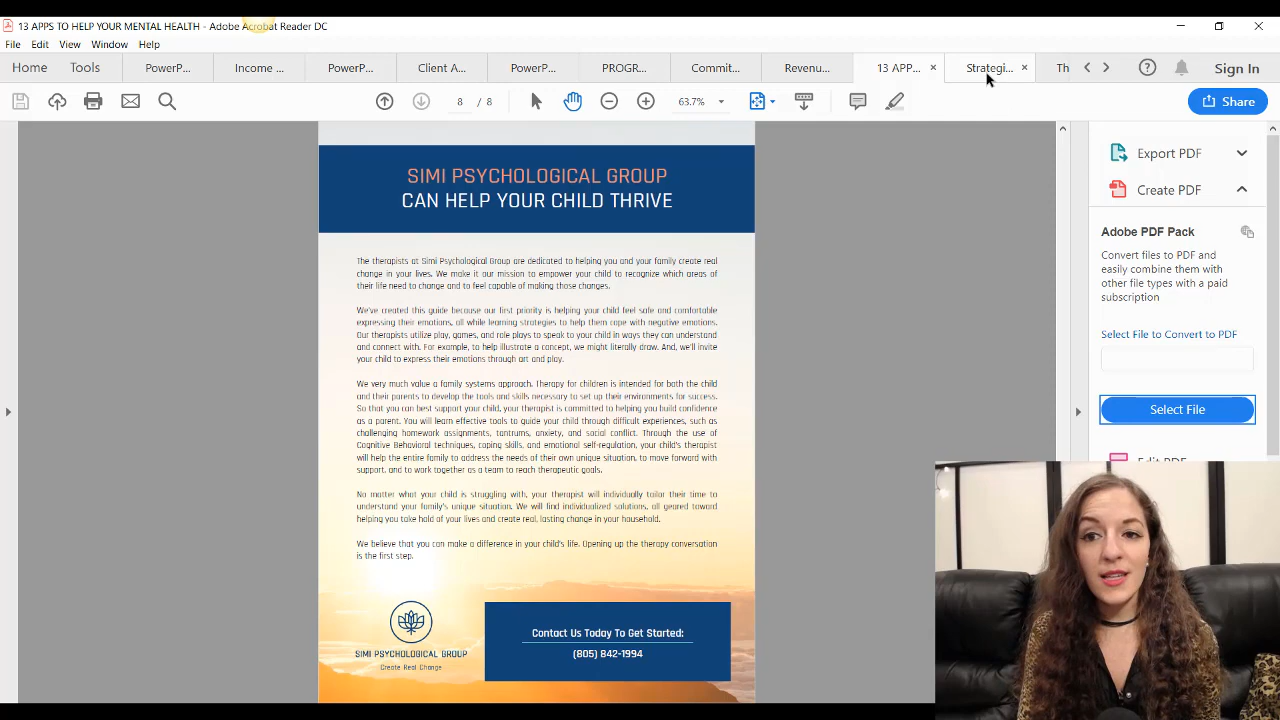 13 APPS TO HELP YOUR MENTAL HEALTH - Adobe Acrobat Reader DC
File Edit View Window Help
Home Tools PowerP... Income ... PowerP... Client A... PowerP... PROGR... Commit... Revenu... 13 APP... × Strategi... × Th Sign In
8 / 8 63.7% Share
SIMI PSYCHOLOGICAL GROUP
CAN HELP YOUR CHILD THRIVE
The therapists at Simi Psychological Group are dedicated to helping you and your family create real
change in your lives. We make it our mission to empower your child to recognize which areas of
their life need to change and to feel capable of making those changes.
We've created this guide because our first priority is helping your child feel safe and comfortable
expressing their emotions, all while learning strategies to help them cope with negative emotions.
Our therapists utilize play, games, and role plays to speak to your child in ways they can understand
and connect with. For example, to help illustrate a concept, we might literally draw. And, we'll invite
your child to express their emotions through art and play.
We very much value a family systems approach. Therapy for children is intended for both the child
and their parents to develop the tools and skills necessary to set up their environments for success.
So that you can best support your child, your therapist is committed to helping you build confidence
as a parent. You will learn effective tools to guide your child through difficult experiences, such as
challenging homework assignments, tantrums, anxiety, and social conflict. Through the use of
Cognitive Behavioral techniques, coping skills, and emotional self-regulation, your child's therapist
will help the entire family to address the needs of their own unique situation, to move forward with
support, and to work together as a team to reach therapeutic goals.
No matter what your child is struggling with, your therapist will individually tailor their time to
understand your family's unique situation. We will find individualized solutions, all geared toward
helping you take hold of your lives and create real, lasting change in your household.
We believe that you can make a difference in your child's life. Opening up the therapy conversation
is the first step.
SIMI PSYCHOLOGICAL GROUP
Create Real Change
Contact Us Today To Get Started:
(805) 842-1994
Export PDF
Create PDF
Adobe PDF Pack
Convert files to PDF and
easily combine them with
other file types with a paid
subscription
Select File to Convert to PDF
Select File
Edit PDF